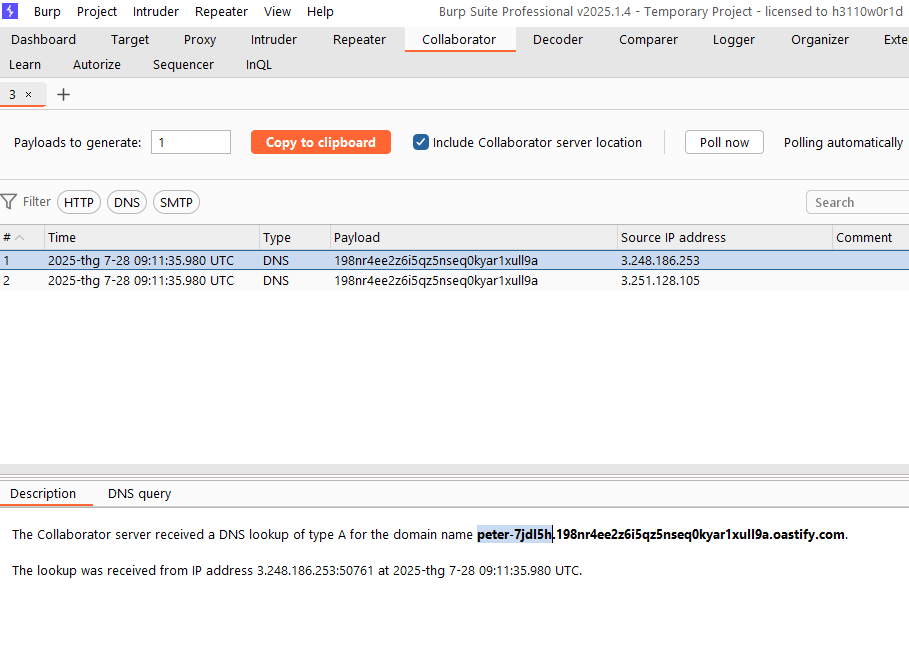 Burp Project Intruder Repeater View Help Burp Suite Professional v2025.1.4 - Temporary Project - licensed to h3110w0r1d
Dashboard Target Proxy Intruder Repeater Collaborator Decoder Comparer Logger Organizer Exte
Learn Autorize Sequencer InQL
3 × +
Payloads to generate: 1 Copy to clipboard Include Collaborator server location Poll now Polling automatically
Filter HTTP DNS SMTP Search
# Time Type Payload Source IP address Comment
1 2025-thg 7-28 09:11:35.980 UTC DNS 198nr4ee2z6i5qz5nseq0kyar1xull9a 3.248.186.253
2 2025-thg 7-28 09:11:35.980 UTC DNS 198nr4ee2z6i5qz5nseq0kyar1xull9a 3.251.128.105
Description DNS query
The Collaborator server received a DNS lookup of type A for the domain name peter-7jdl5h.198nr4ee2z6i5qz5nseq0kyar1xull9a.oastify.com.
The lookup was received from IP address 3.248.186.253:50761 at 2025-thg 7-28 09:11:35.980 UTC.